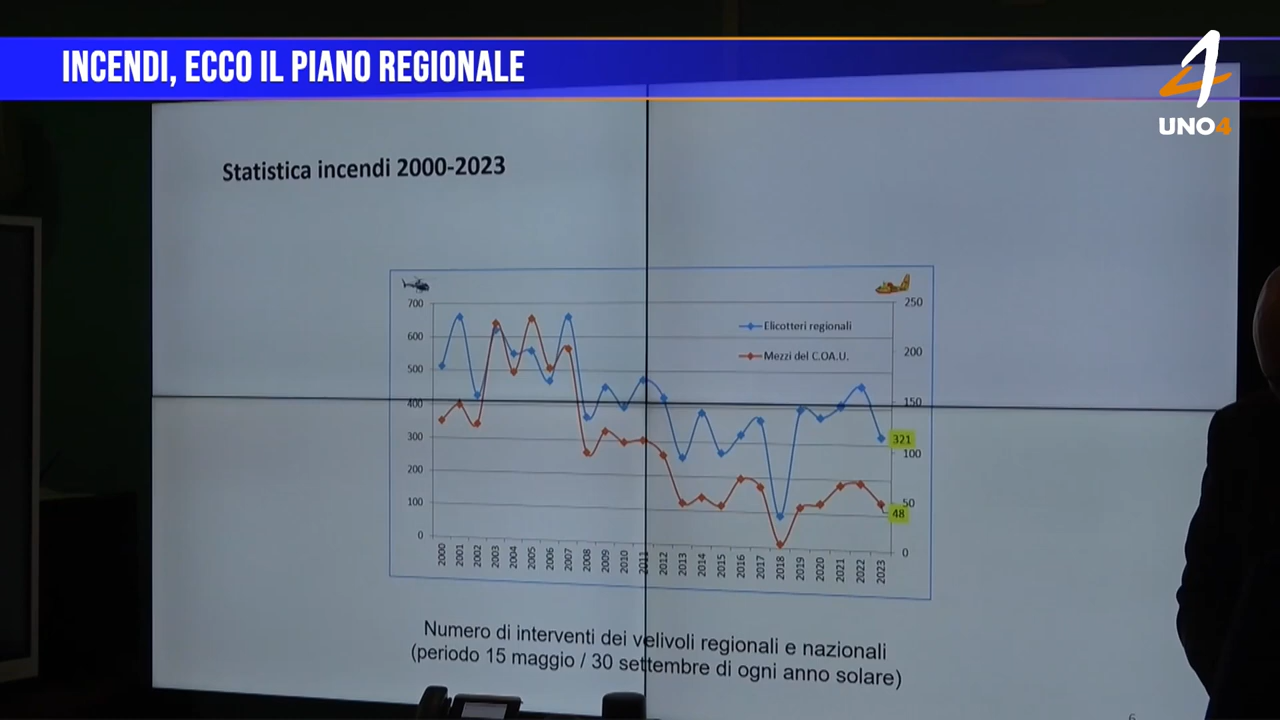 INCENDI, ECCO IL PIANO REGIONALE
UNO4
Statistica incendi 2000-2023
700
600
500
400
300
200
100
0
250
200
150
100
50
0
Elicotteri regionali
Mezzi del C.OA.U.
321
48
2000 2001 2002 2003 2004 2005 2006 2007 2008 2009 2010 2011 2012 2013 2014 2015 2016 2017 2018 2019 2020 2021 2022 2023
Numero di interventi dei velivoli regionali e nazionali
(periodo 15 maggio / 30 settembre di ogni anno solare)